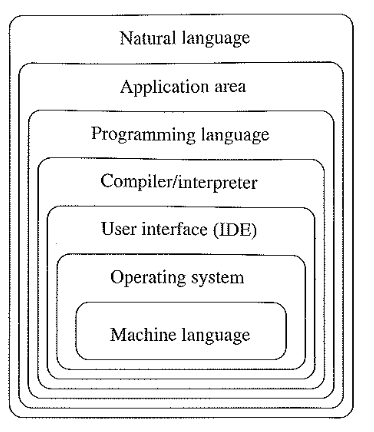 Natural language
Application area
Programming language
Compiler/interpreter
User interface (IDE)
Operating system
Machine language